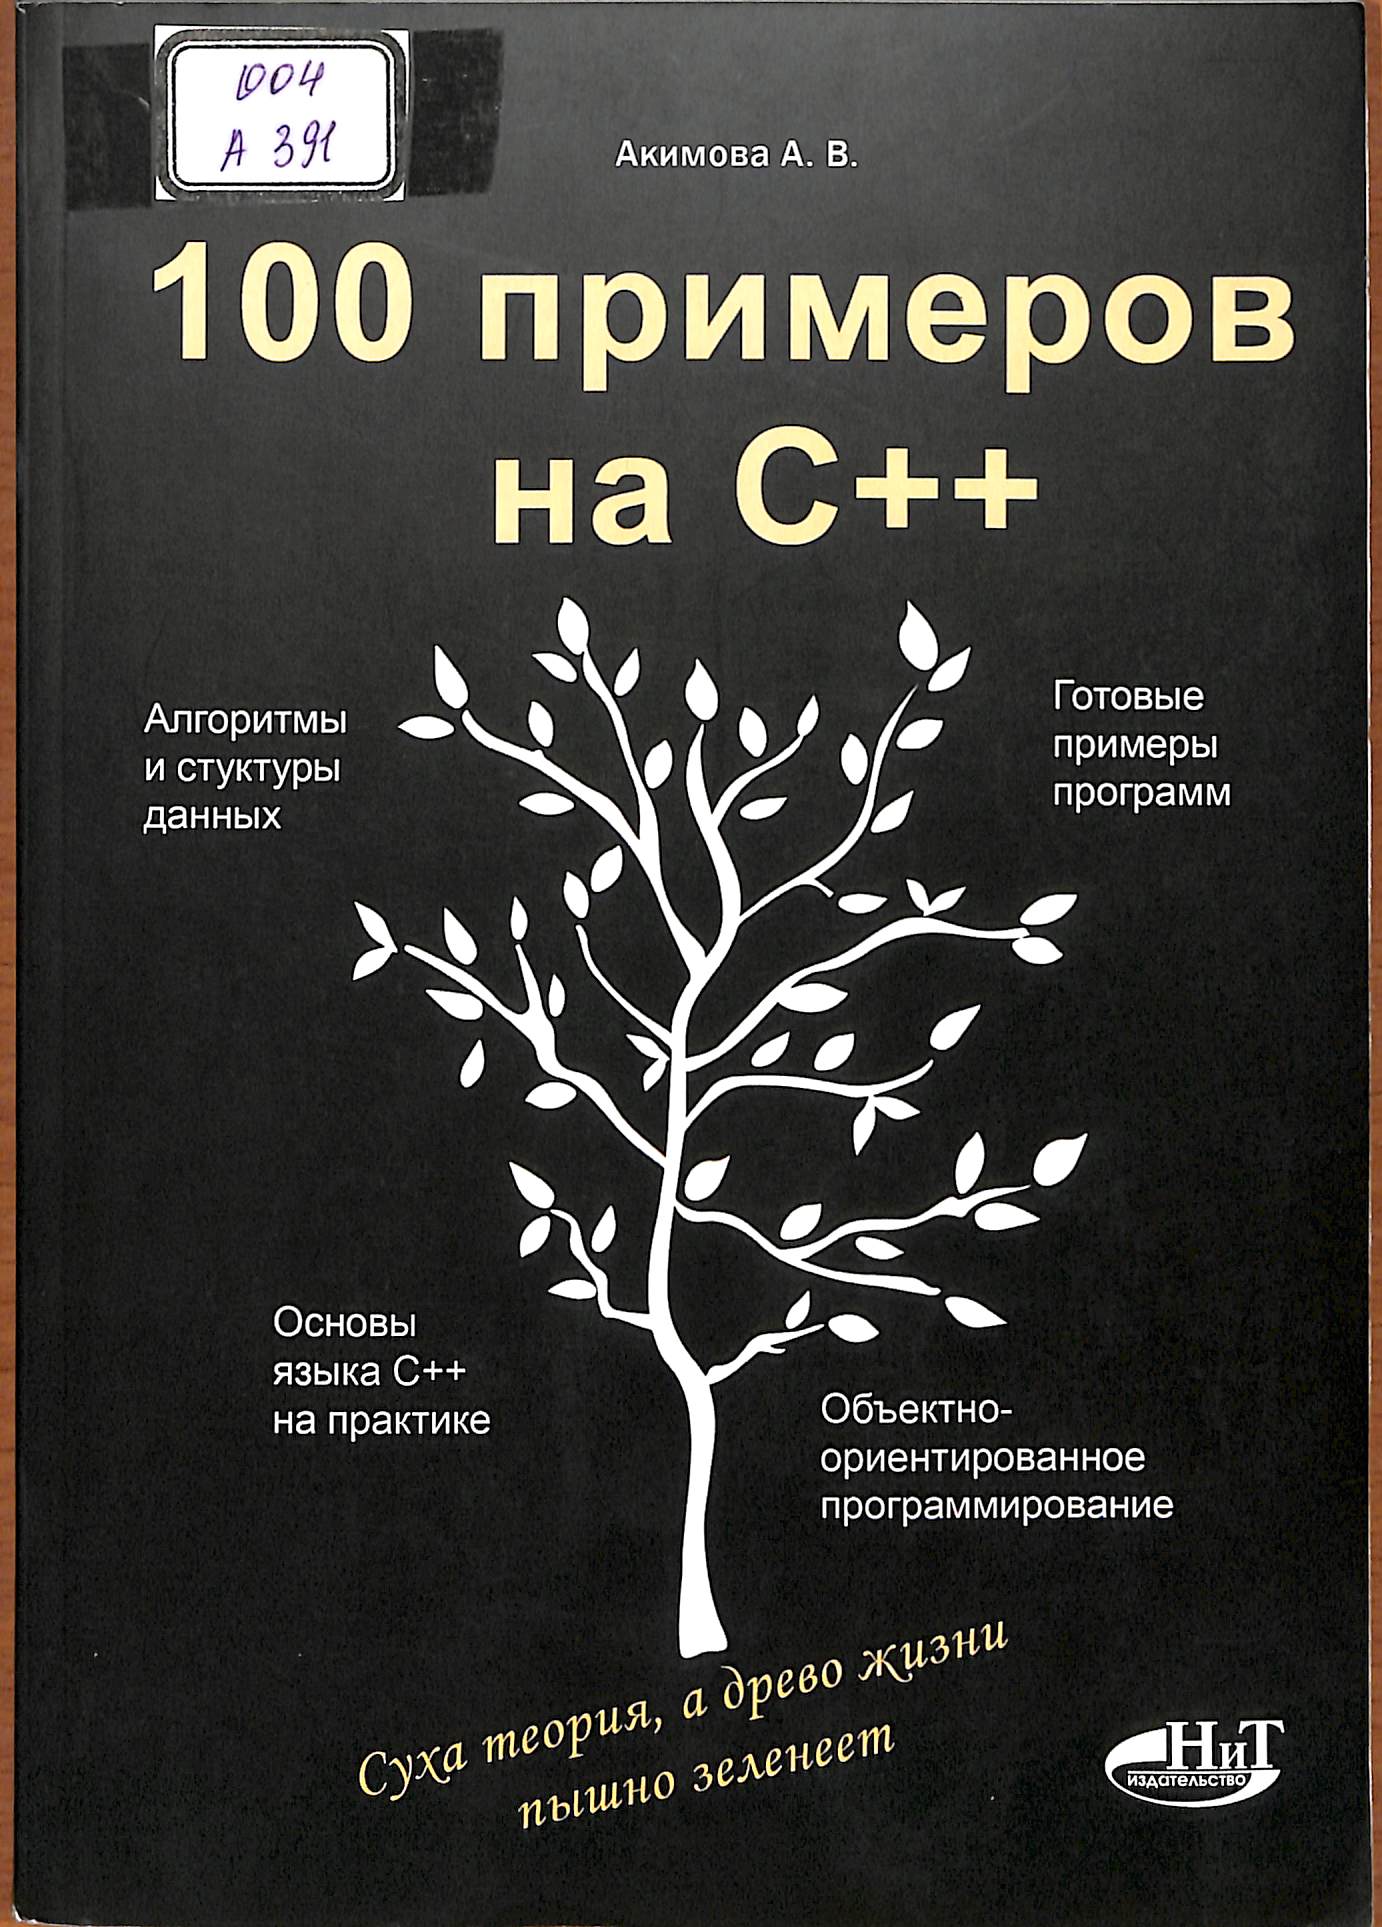 004
А 391
Акимова А. В.
100 примеров
на С++
Алгоритмы
и стуктуры
данных
Готовые
примеры
программ
Основы
языка С++
на практике
Объектно-
ориентированное
программирование
Суха теория, а древо жизни
пышно зеленеет
НиТ
издательство